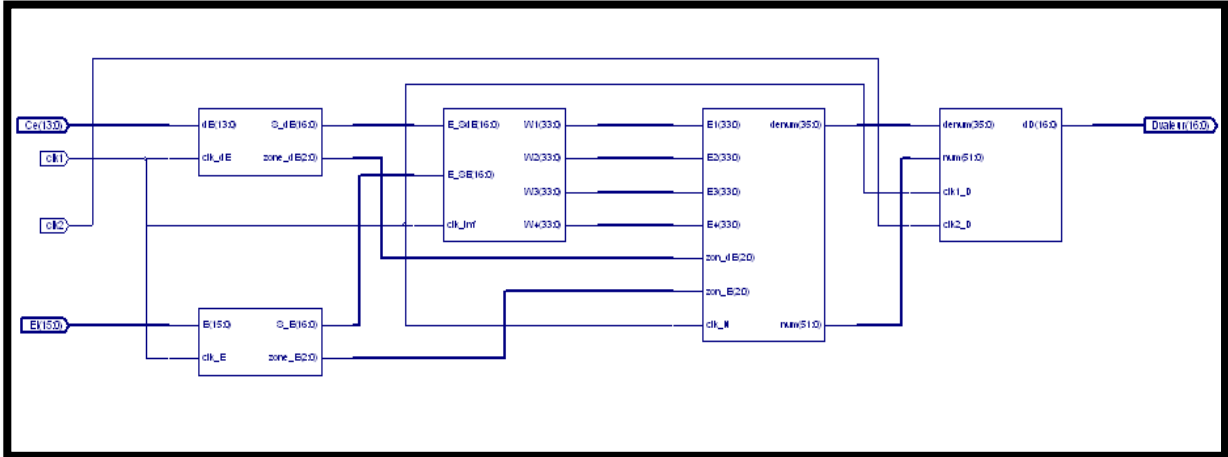 Ce(13:0)
clk1
clk2
E(15:0)
dE(13:0)
S_dE(16:0)
clk_dE
zone_dE(2:0)
E(15:0)
S_E(16:0)
clk_E
zone_E(2:0)
E_SdE(16:0)
W1(33:0)
W2(33:0)
E_SE(16:0)
W3(33:0)
clk_Inf
W4(33:0)
E1(33:0)
denum(35:0)
E2(33:0)
E3(33:0)
E4(33:0)
zon_dE(2:0)
zon_E(2:0)
clk_N
num(51:0)
denum(35:0)
dD(16:0)
num(51:0)
clk1_D
clk2_D
Dvaleur(16:0)